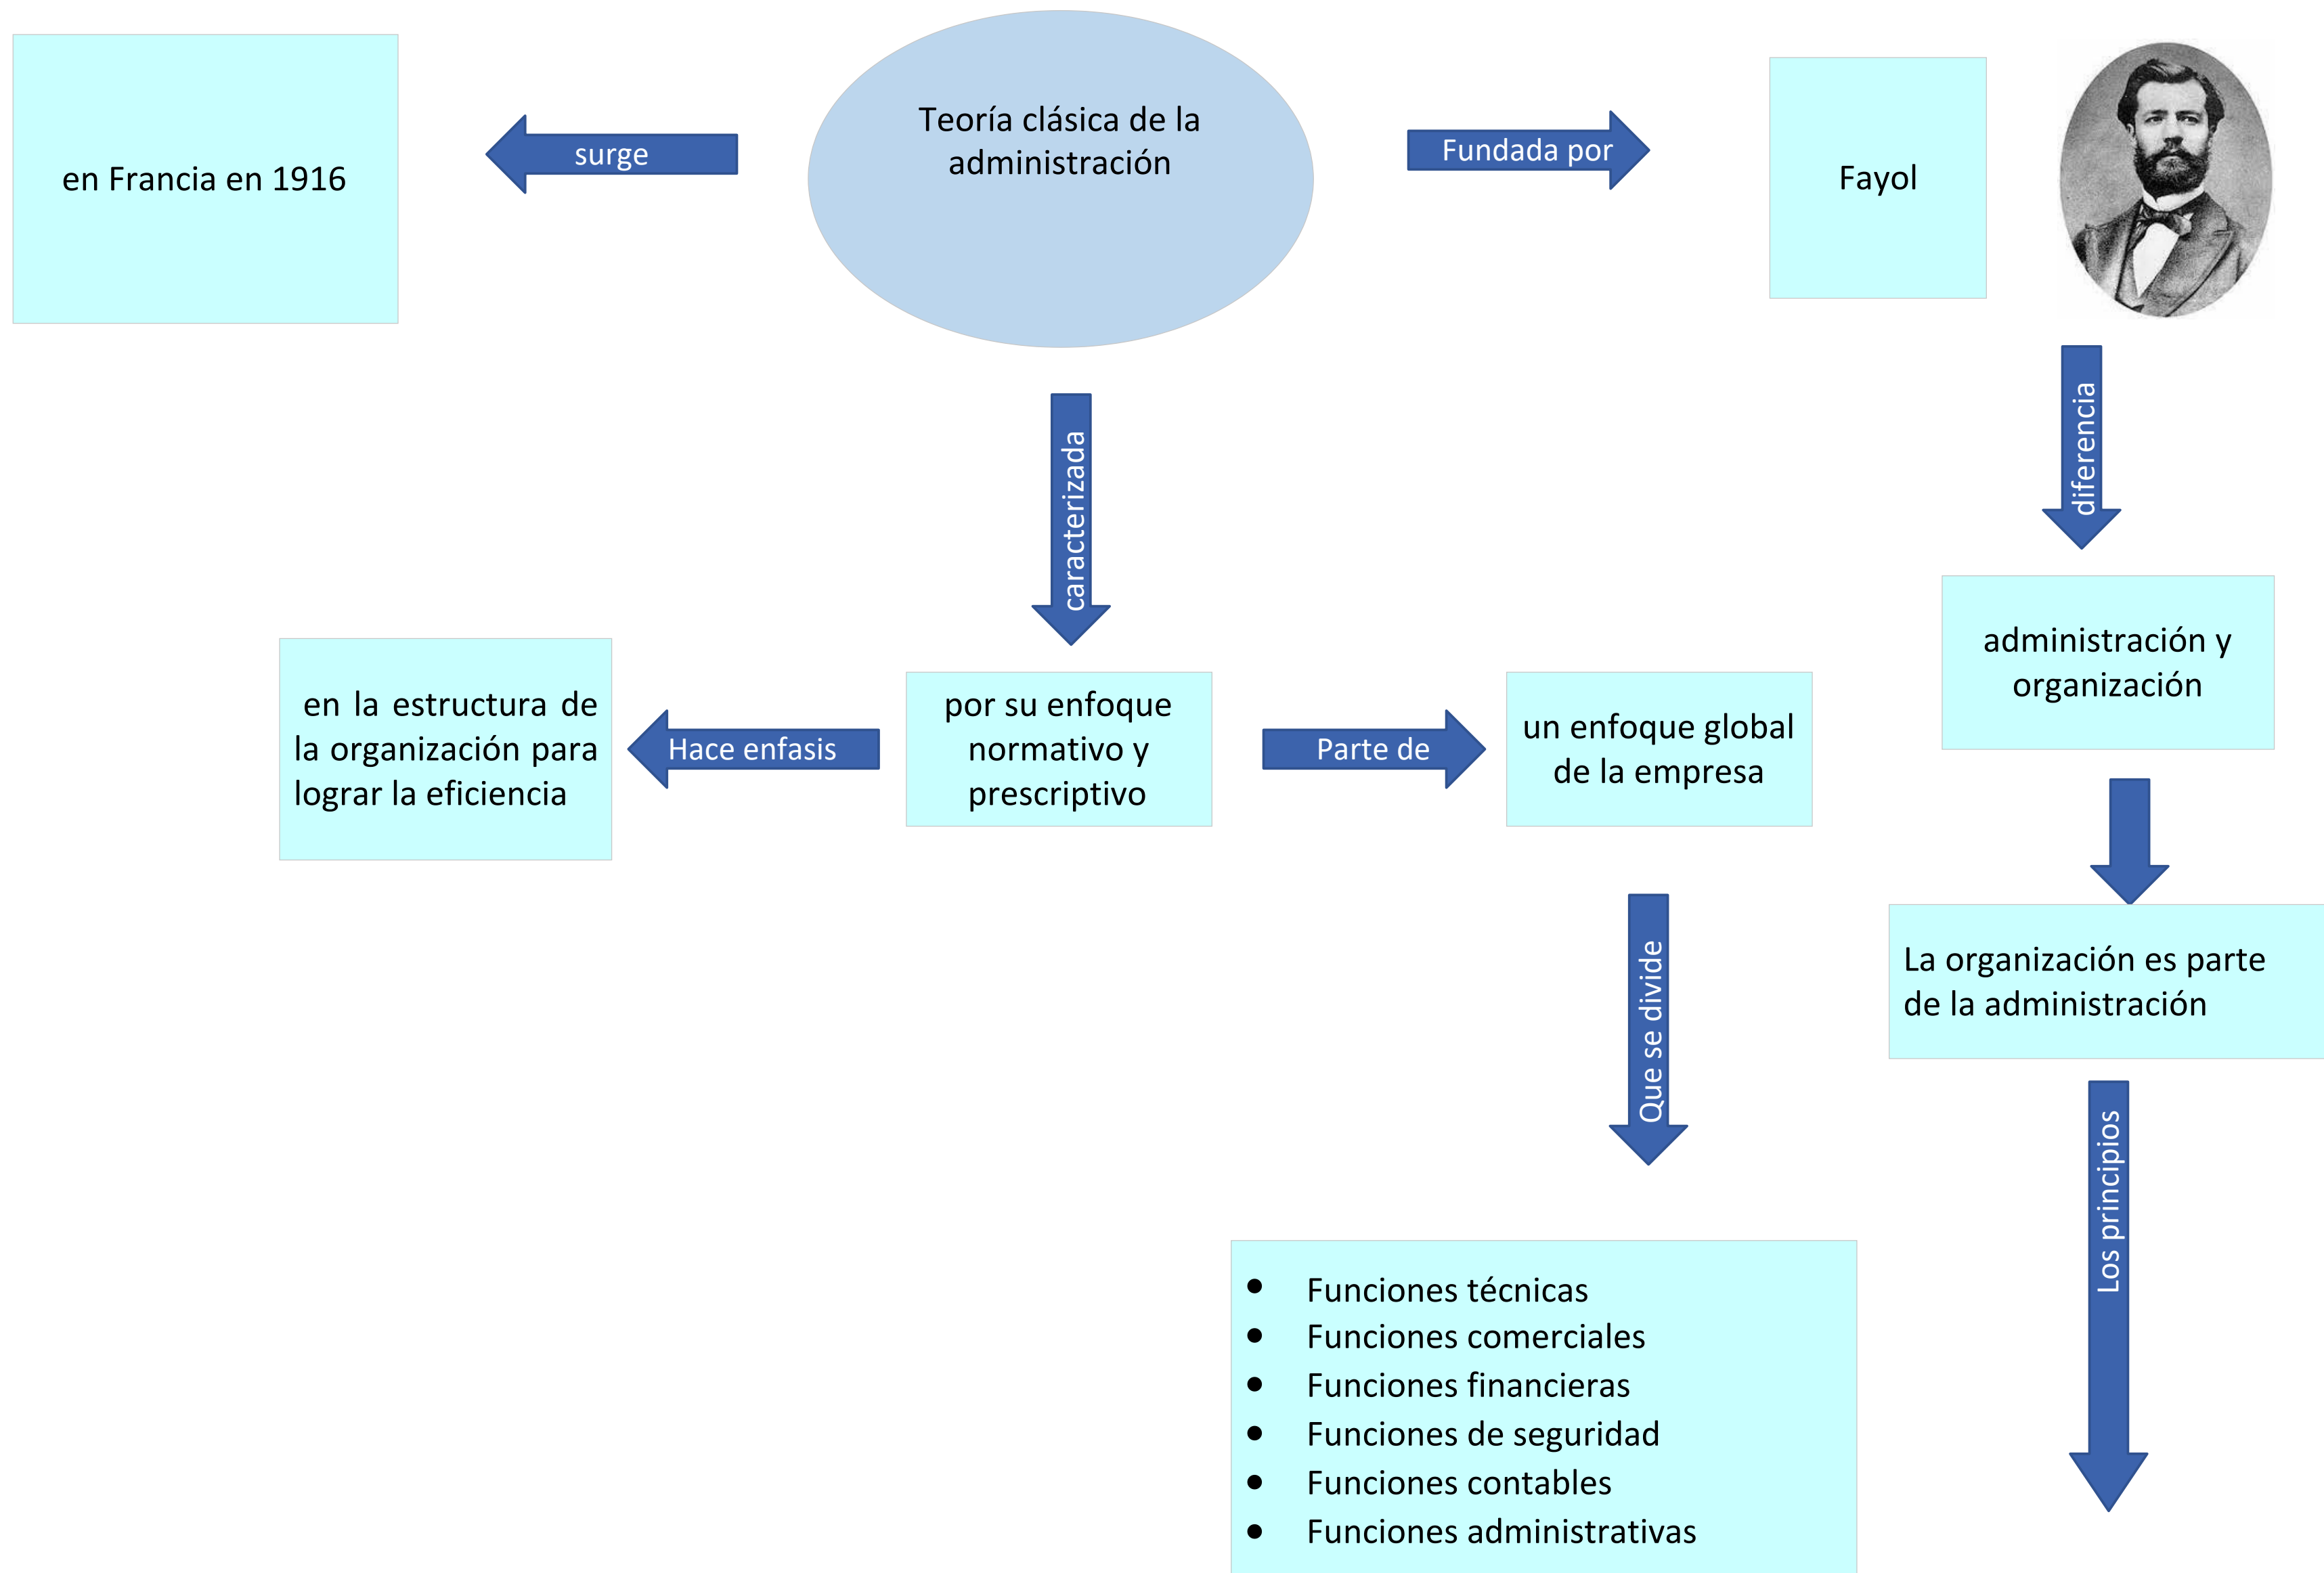 en Francia en 1916
surge
Teoría clásica de la
administración
Fundada por
Fayol
caracterizada
diferencia
en la estructura de
la organización para
lograr la eficiencia
Hace enfasis
por su enfoque
normativo y
prescriptivo
Parte de
un enfoque global
de la empresa
administración y
organización
La organización es parte
de la administración
Que se divide
Los principios
• Funciones técnicas
• Funciones comerciales
• Funciones financieras
• Funciones de seguridad
• Funciones contables
• Funciones administrativas